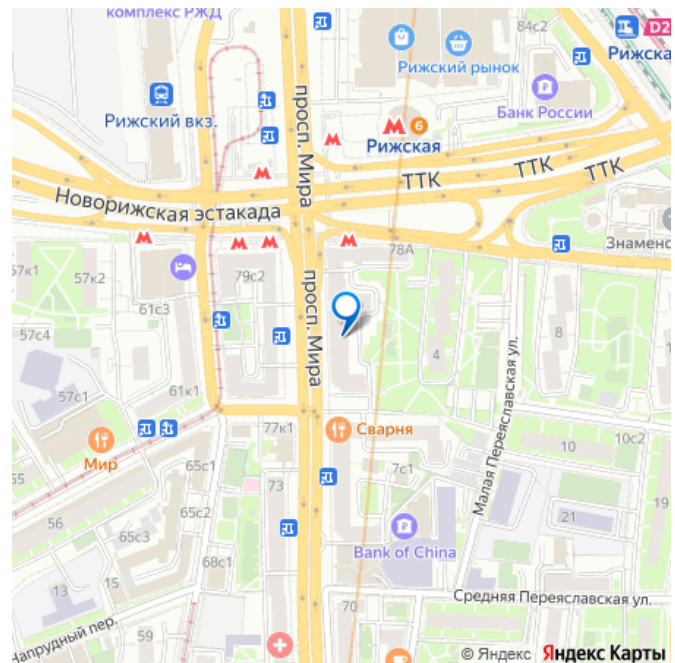 комплекс РЖД
84с2
D2
Рижский рынок
Рижска
Банк России
Рижский вкз.
просп. Мира
6
Рижская
ТТК
ТТК
ТТК
Новорижская эстакада
Знаменс
78А
57к1
57к2
79с2
61с3
просп. Мира
57с4
4
8
57с1
61к1
Малая Переяславская ул.
77к1
Сварня
10
10с2
Мир
65с1
7с1
55
73
19
56
65с2
21
65с3
Bank of China
68с1
13
15
70
Средняя Переяславская ул.
Напрудный пер.
59
© Яндекс Яндекс Карты